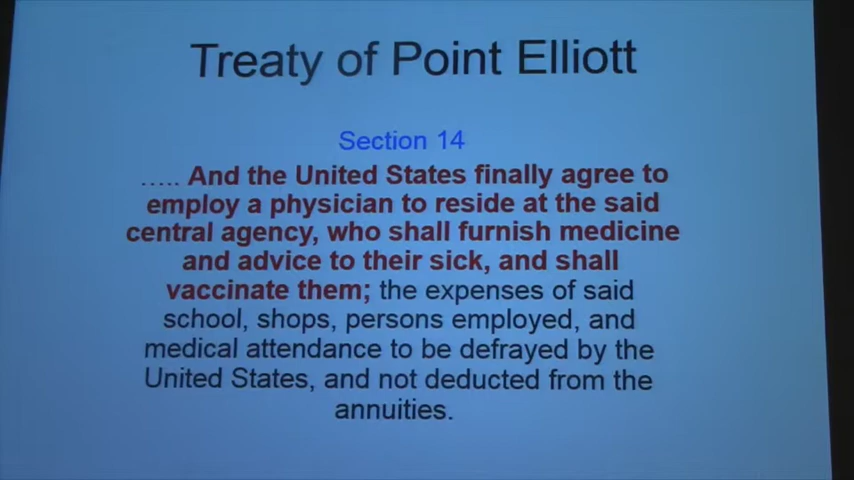 Treaty of Point Elliott
Section 14
..... And the United States finally agree to
employ a physician to reside at the said
central agency, who shall furnish medicine
and advice to their sick, and shall
vaccinate them; the expenses of said
school, shops, persons employed, and
medical attendance to be defrayed by the
United States, and not deducted from the
annuities.